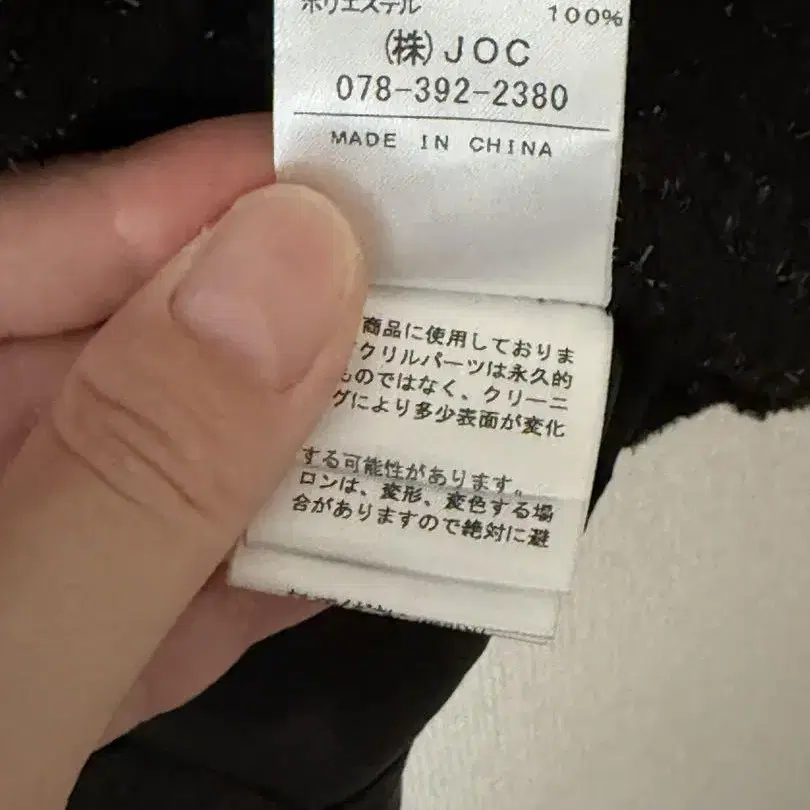 ポリエステル 100%
(株)JOC
078-392-2380
MADE IN CHINA
商品に使用しておりま
クリルパーツは永久的
ものではなく、クリーニ
グにより多少表面が変化
する可能性があります。
ロンは、変形、変色する場
合がありますので絶対に避